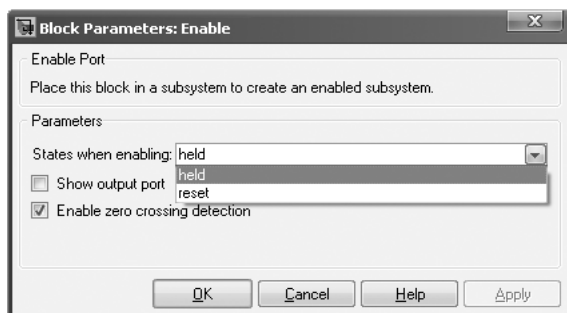 Block Parameters: Enable
Enable Port
Place this block in a subsystem to create an enabled subsystem.
Parameters
States when enabling: held
held
reset
Show output port
Enable zero crossing detection
OK Cancel Help Apply